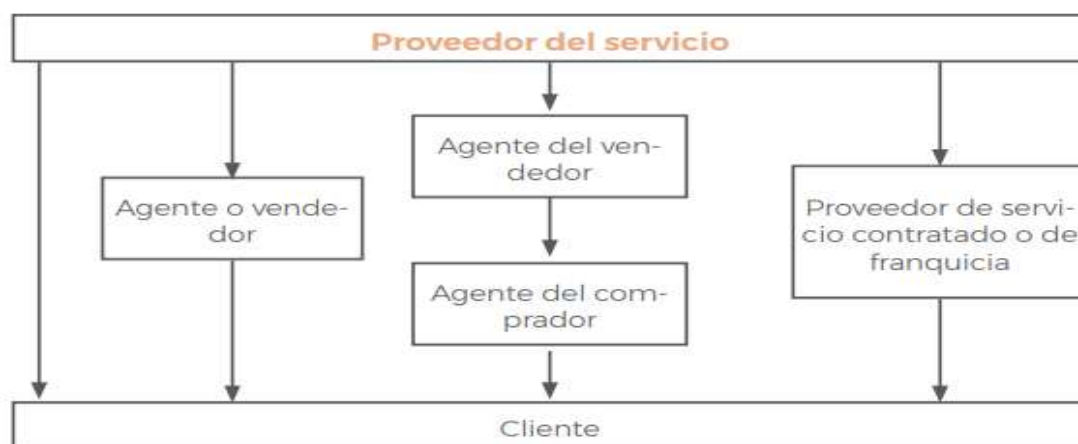 Proveedor del servicio
Agente del ven-
dedor
Agente o vende-
dor
Proveedor de servi-
cio contratado o de
franquicia
Agente del com-
prador
Cliente